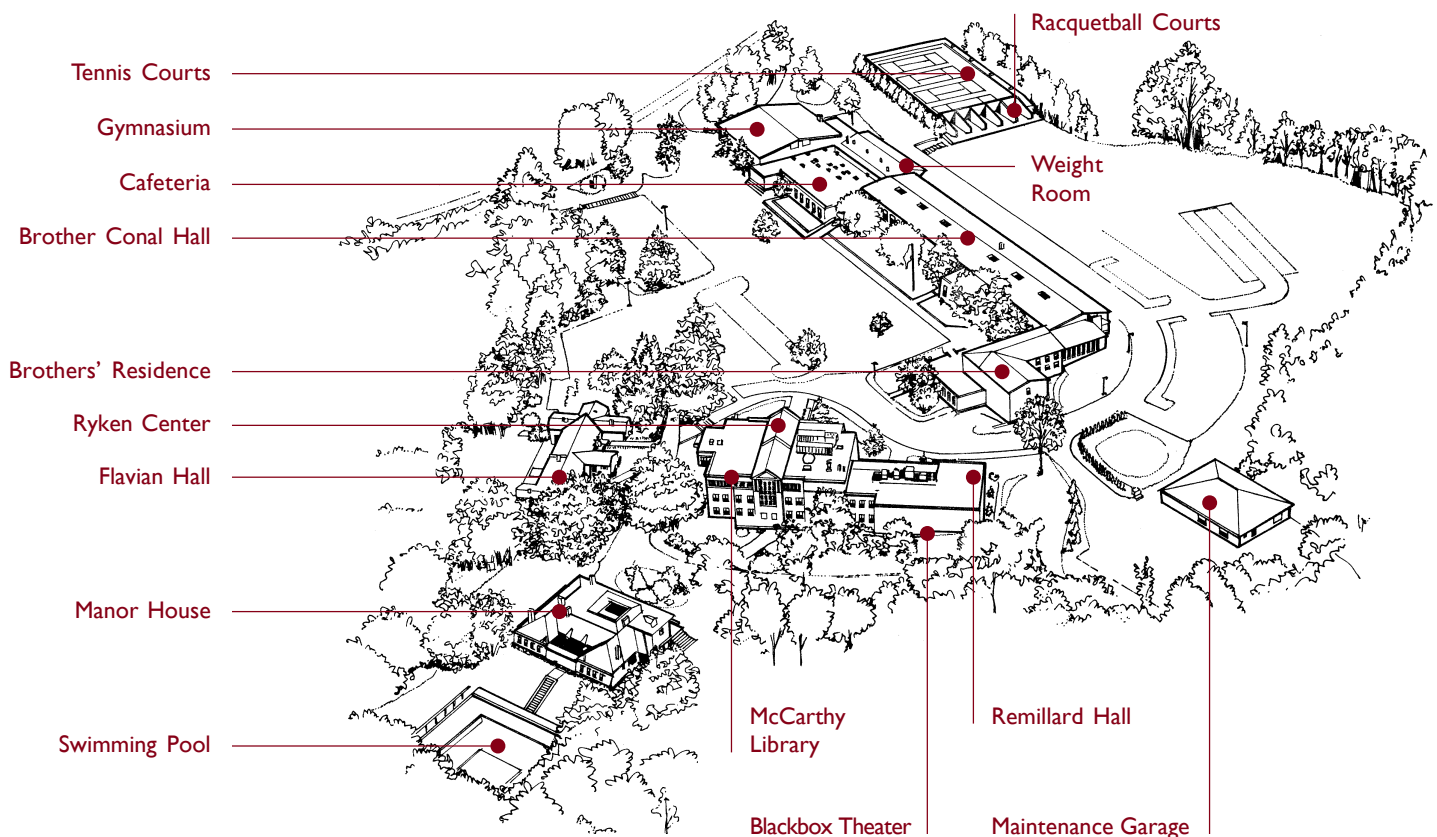 Racquetball Courts
Tennis Courts
Gymnasium
Cafeteria
Weight
Room
Brother Conal Hall
Brothers’ Residence
Ryken Center
Flavian Hall
Manor House
McCarthy
Library
Remillard Hall
Swimming Pool
Blackbox Theater
Maintenance Garage